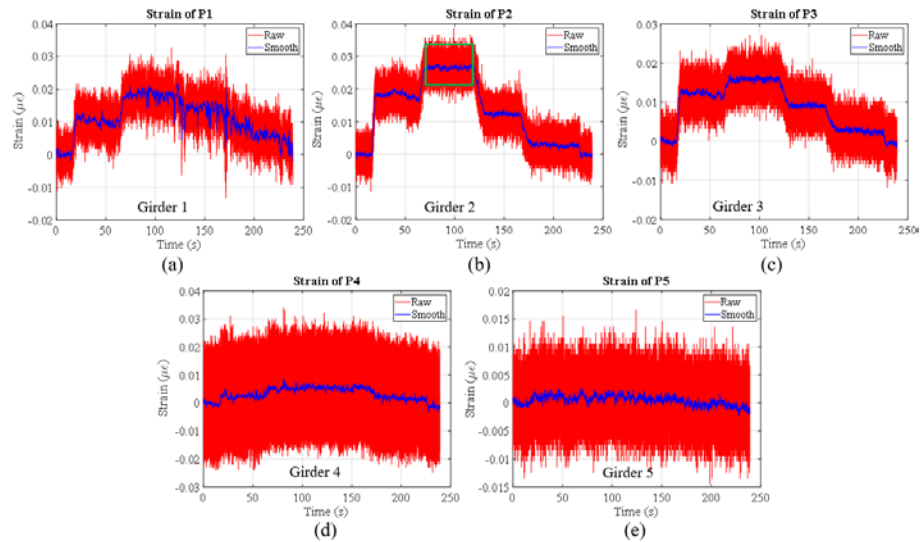 Strain of P1
Raw
Smooth
0.04
0.03
0.02
0.01
0
-0.01
-0.02
Strain (με)
Girder 1
0 50 100 150 200 250
Time (s)
(a)
Strain of P2
Raw
Smooth
0.04
0.03
0.02
0.01
0
-0.01
-0.02
Strain (με)
Girder 2
0 50 100 150 200 250
Time (s)
(b)
Strain of P3
Raw
Smooth
0.03
0.02
0.01
0
-0.01
-0.02
Strain (με)
Girder 3
0 50 100 150 200 250
Time (s)
(c)
Strain of P4
Raw
Smooth
0.04
0.03
0.02
0.01
0
-0.01
-0.02
-0.03
Strain (με)
Girder 4
0 50 100 150 200 250
Time (s)
(d)
Strain of P5
Raw
Smooth
0.02
0.015
0.01
0.005
0
-0.005
-0.01
-0.015
Strain (με)
Girder 5
0 50 100 150 200 250
Time (s)
(e)